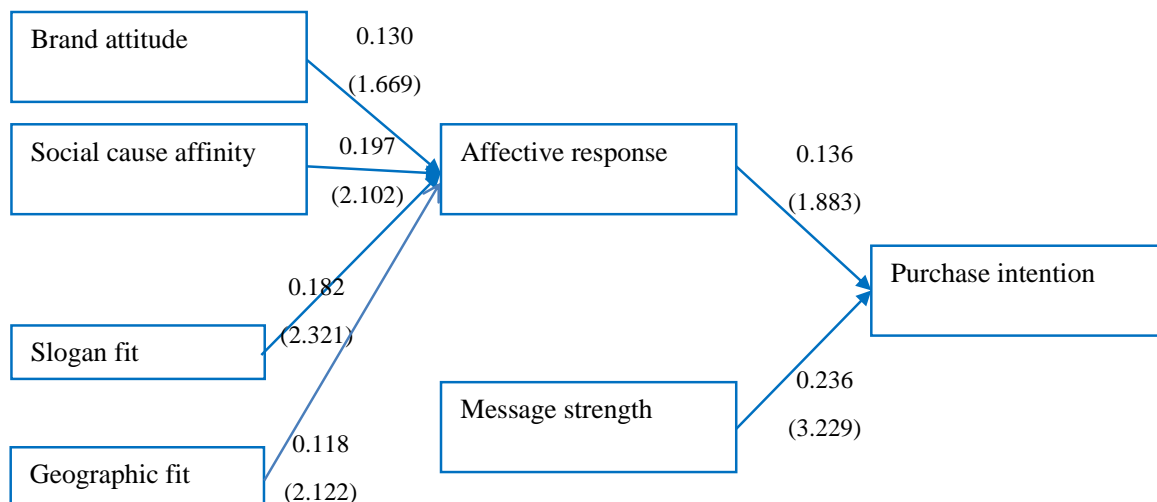 Brand attitude
0.130
(1.669)
Social cause affinity
0.197
(2.102)
Affective response
0.136
(1.883)
Purchase intention
Slogan fit
0.182
(2.321)
Message strength
0.236
(3.229)
Geographic fit
0.118
(2.122)